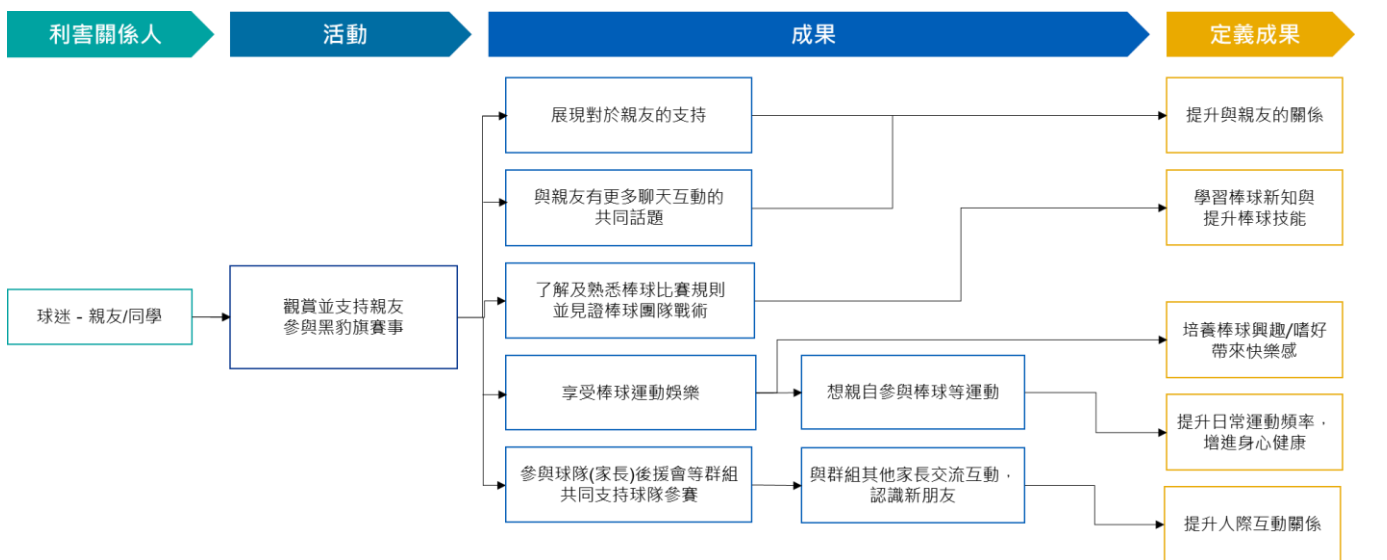 利害關係人
活動
成果
定義成果
球迷 - 親友/同學
觀賞並支持親友
參與黑豹旗賽事
展現對於親友的支持
與親友有更多聊天互動的
共同話題
了解及熟悉棒球比賽規則
並見證棒球團隊戰術
享受棒球運動娛樂
參與球隊(家長)後援會等群組
共同支持球隊參賽
想親自參與棒球等運動
與群組其他家長交流互動，
認識新朋友
提升與親友的關係
學習棒球新知與
提升棒球技能
培養棒球興趣/嗜好
帶來快樂感
提升日常運動頻率，
增進身心健康
提升人際互動關係